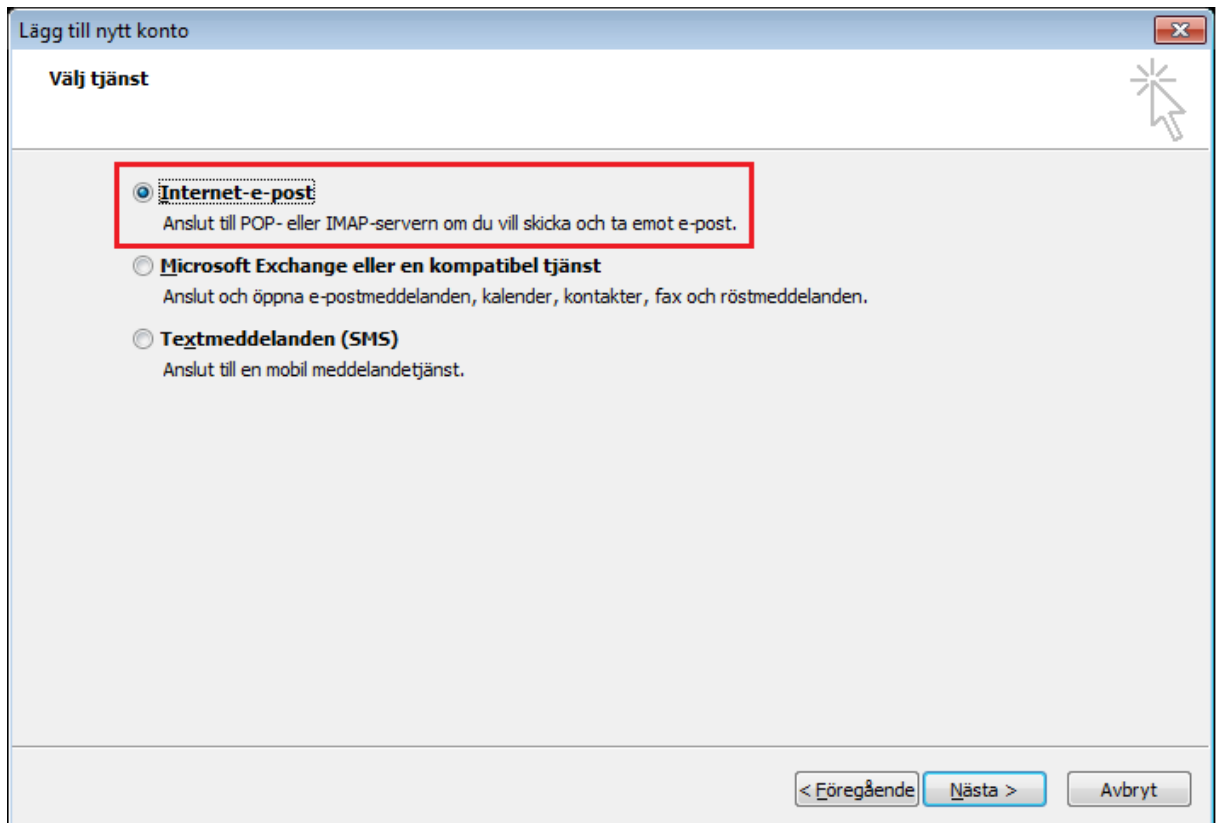 Lägg till nytt konto
Välj tjänst
Internet-e-post
Anslut till POP- eller IMAP-servern om du vill skicka och ta emot e-post.
Microsoft Exchange eller en kompatibel tjänst
Anslut och öppna e-postmeddelanden, kalender, kontakter, fax och röstmeddelanden.
Textmeddelanden (SMS)
Anslut till en mobil meddelandetjänst.
< Föregående Nästa > Avbryt